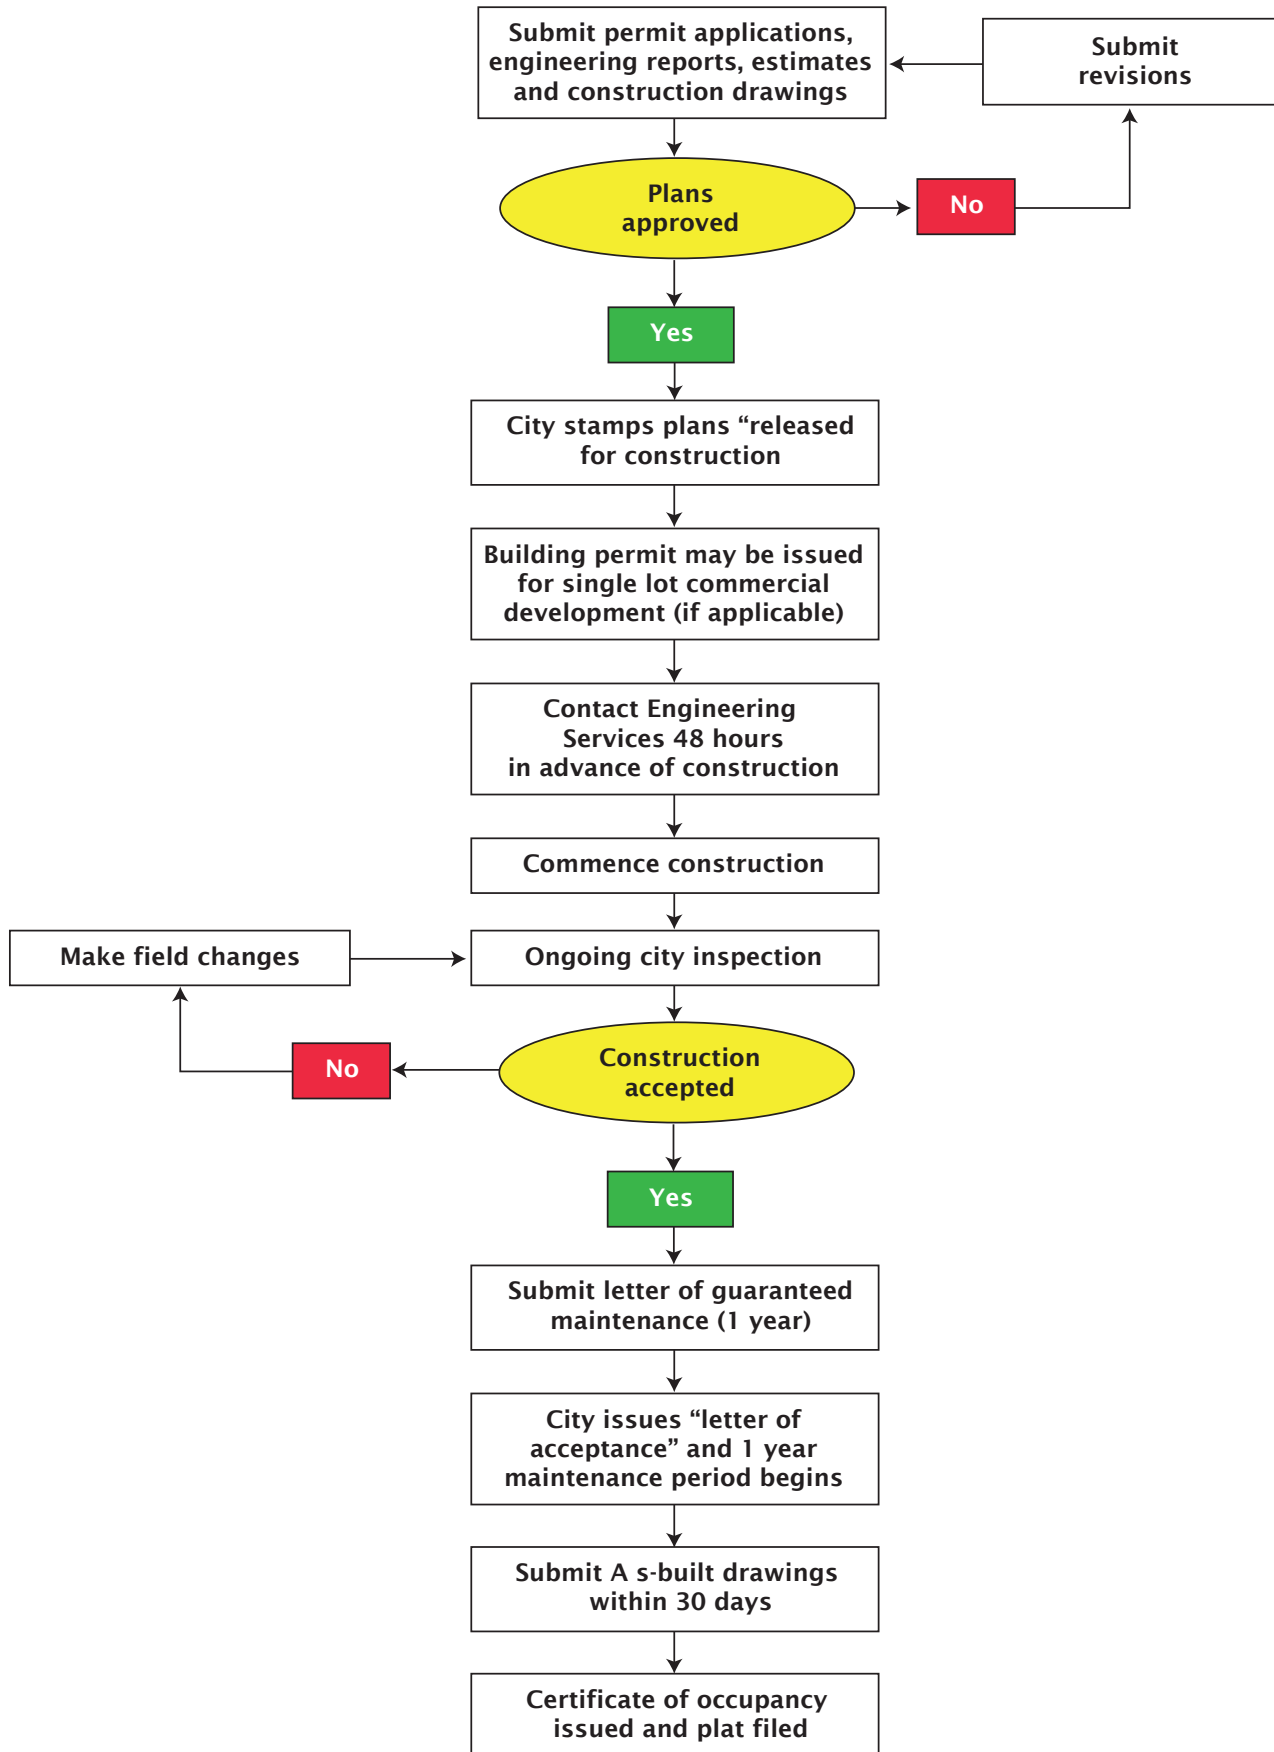 Submit permit applications,
engineering reports, estimates
and construction drawings
Submit
revisions
Plans
approved
No
Yes
City stamps plans “released
for construction
Building permit may be issued
for single lot commercial
development (if applicable)
Contact Engineering
Services 48 hours
in advance of construction
Commence construction
Make field changes
Ongoing city inspection
Construction
accepted
No
Yes
Submit letter of guaranteed
maintenance (1 year)
City issues “letter of
acceptance” and 1 year
maintenance period begins
Submit A s-built drawings
within 30 days
Certificate of occupancy
issued and plat filed